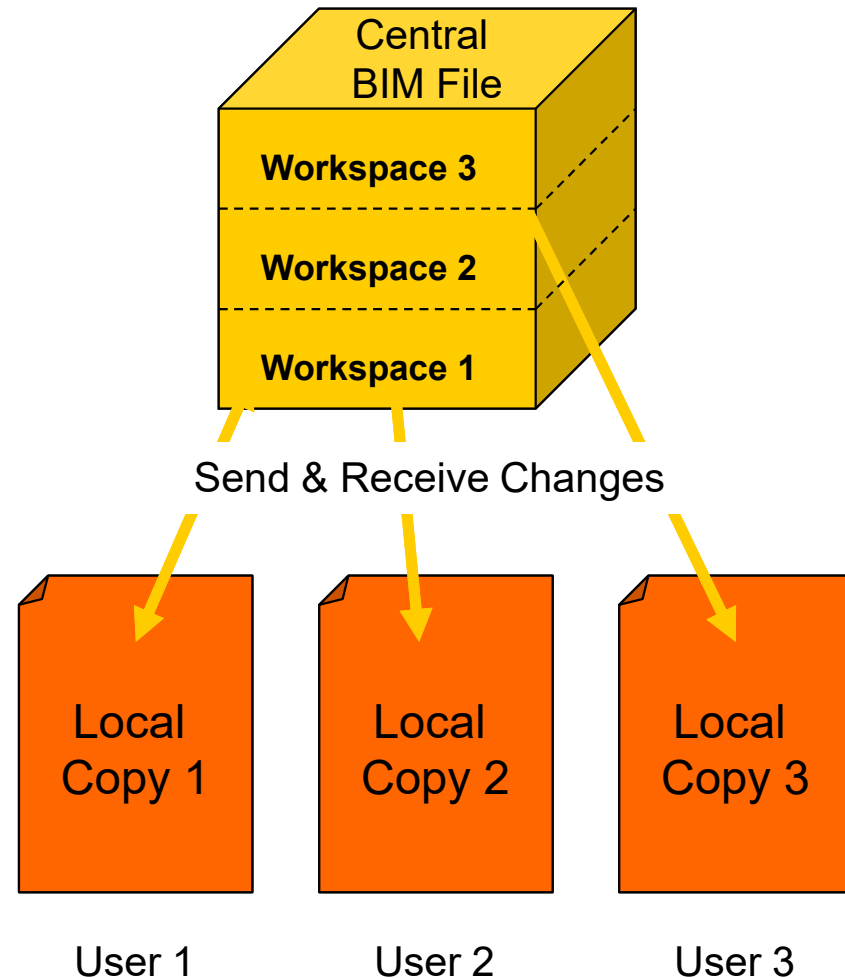 Central
BIM File
Workspace 3
Workspace 2
Workspace 1
Send & Receive Changes
Local
Copy 1
Local
Copy 2
Local
Copy 3
User 1
User 2
User 3